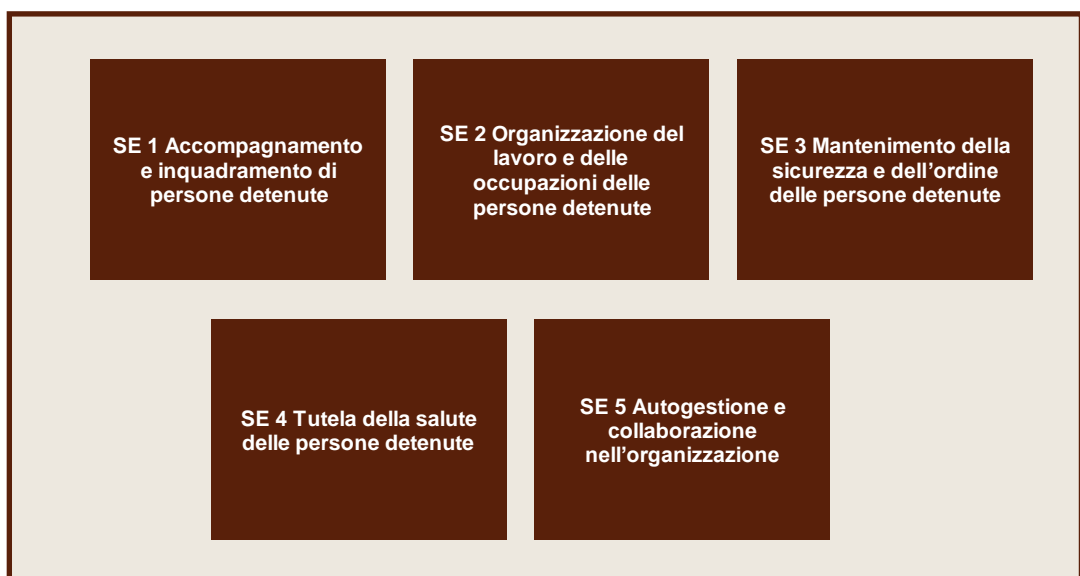 SE 1 Accompagnamento
e inquadramento di
persone detenute
SE 2 Organizzazione del
lavoro e delle
occupazioni delle
persone detenute
SE 3 Mantenimento della
sicurezza e dell’ordine
delle persone detenute
SE 4 Tutela della salute
delle persone detenute
SE 5 Autogestione e
collaborazione
nell’organizzazione